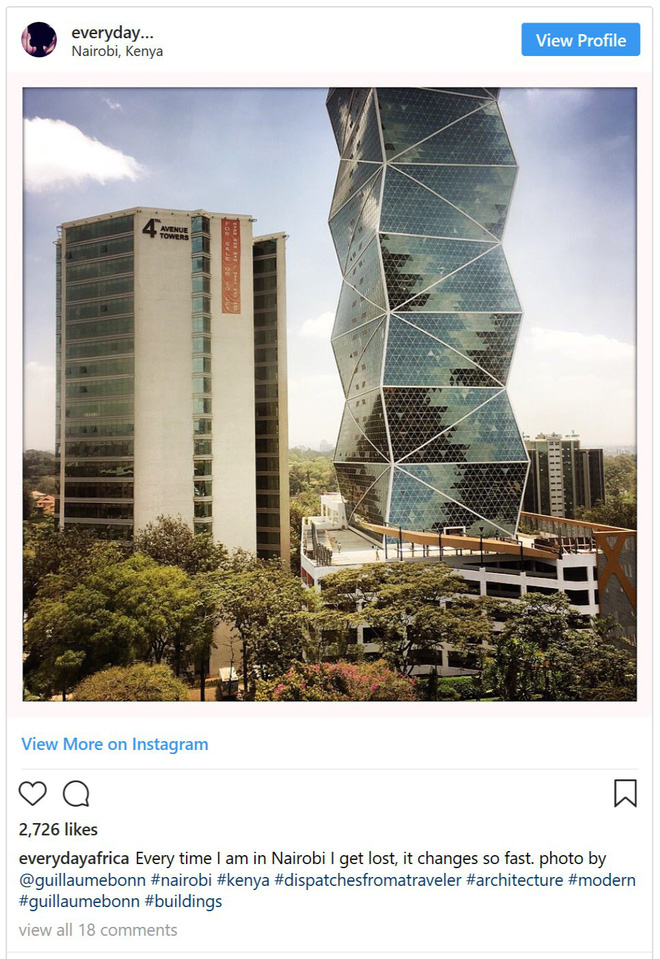 everyday...
Nairobi, Kenya
View Profile
4TH AVENUE
TOWERS
View More on Instagram
2,726 likes
everydayafrica Every time I am in Nairobi I get lost, it changes so fast. photo by
@guillaumebonn #nairobi #kenya #dispatchesfromatraveler #architecture #modern
#guillaumebonn #buildings
view all 18 comments